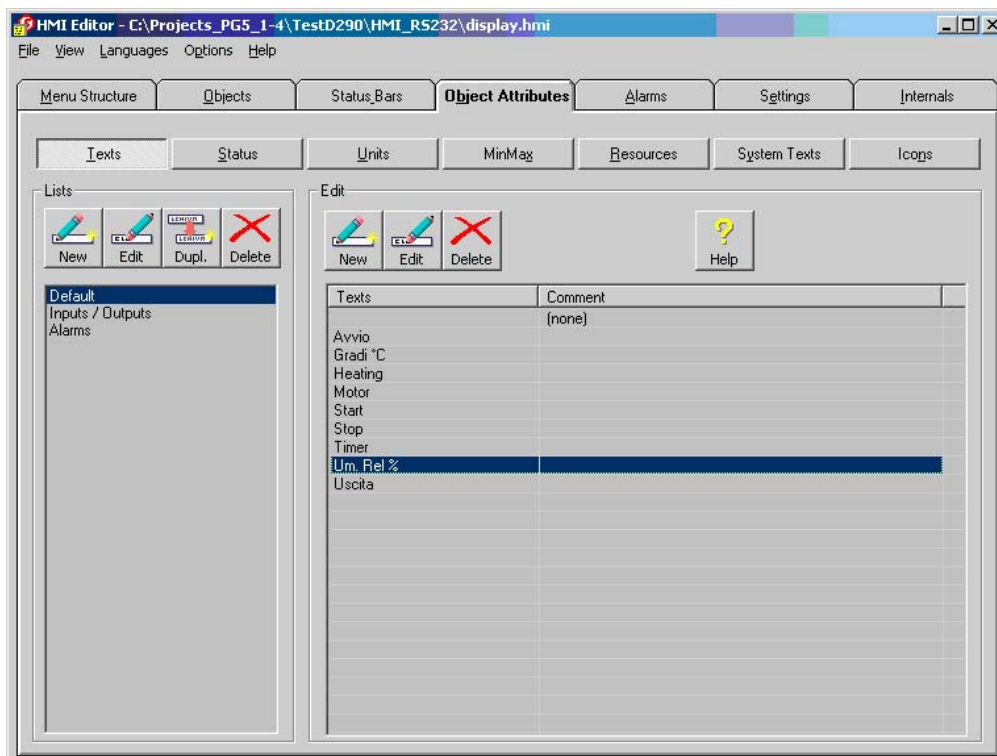 HMI Editor - C:\Projects_PG5_1-4\TestD290\HMI_RS232\display.hmi
File View Languages Options Help
Menu Structure Objects Status Bars Object Attributes Alarms Settings Internals
Texts Status Units MinMax Resources System Texts Icons
Lists
New Edit Dupl. Delete
Default
Inputs / Outputs
Alarms
Edit
New Edit Delete Help
Texts Comment
(none)
Avvio
Gradi °C
Heating
Motor
Start
Stop
Timer
Um. Rel %
Uscita